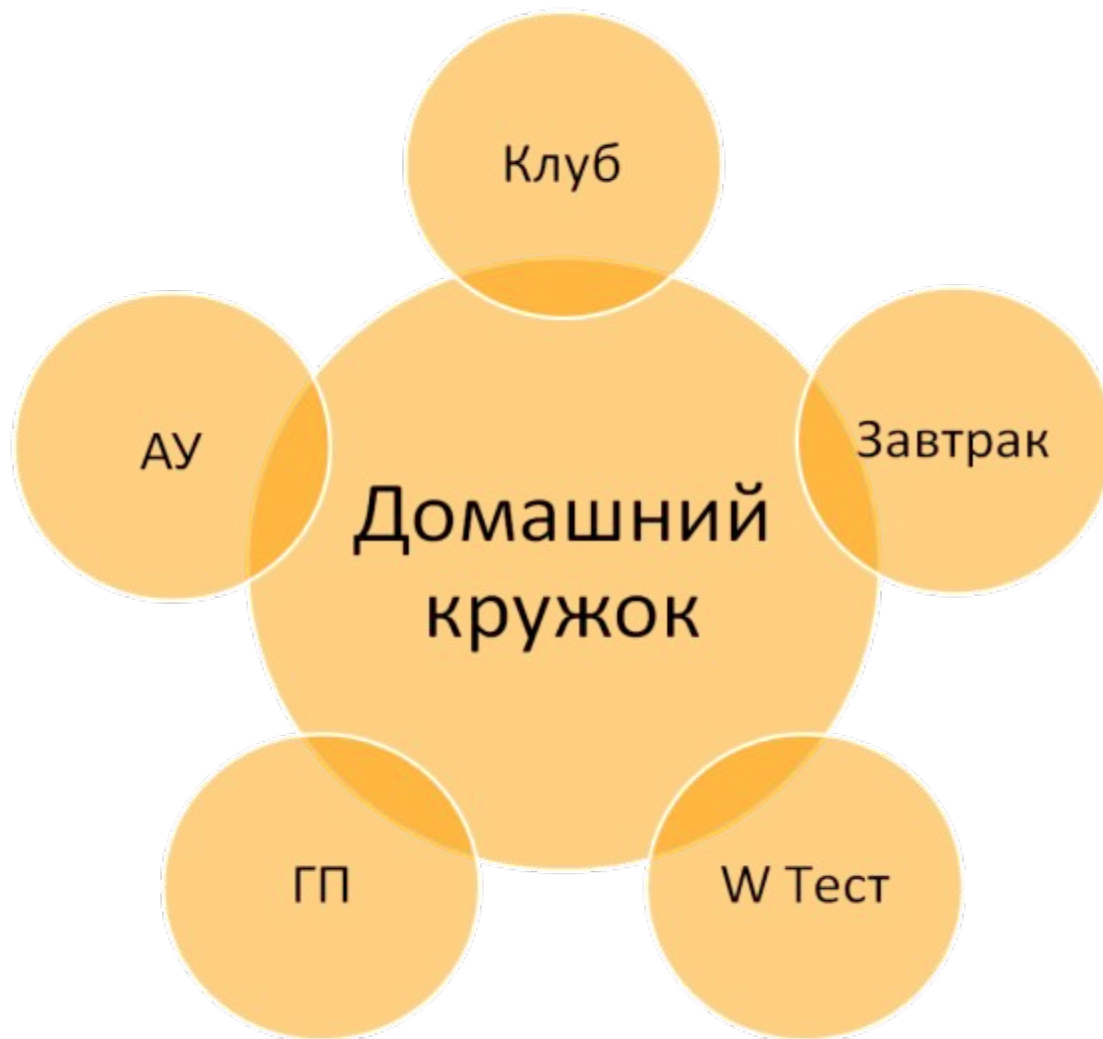 Клуб
АУ
Завтрак
Домашний
кружок
ГП
W Тест